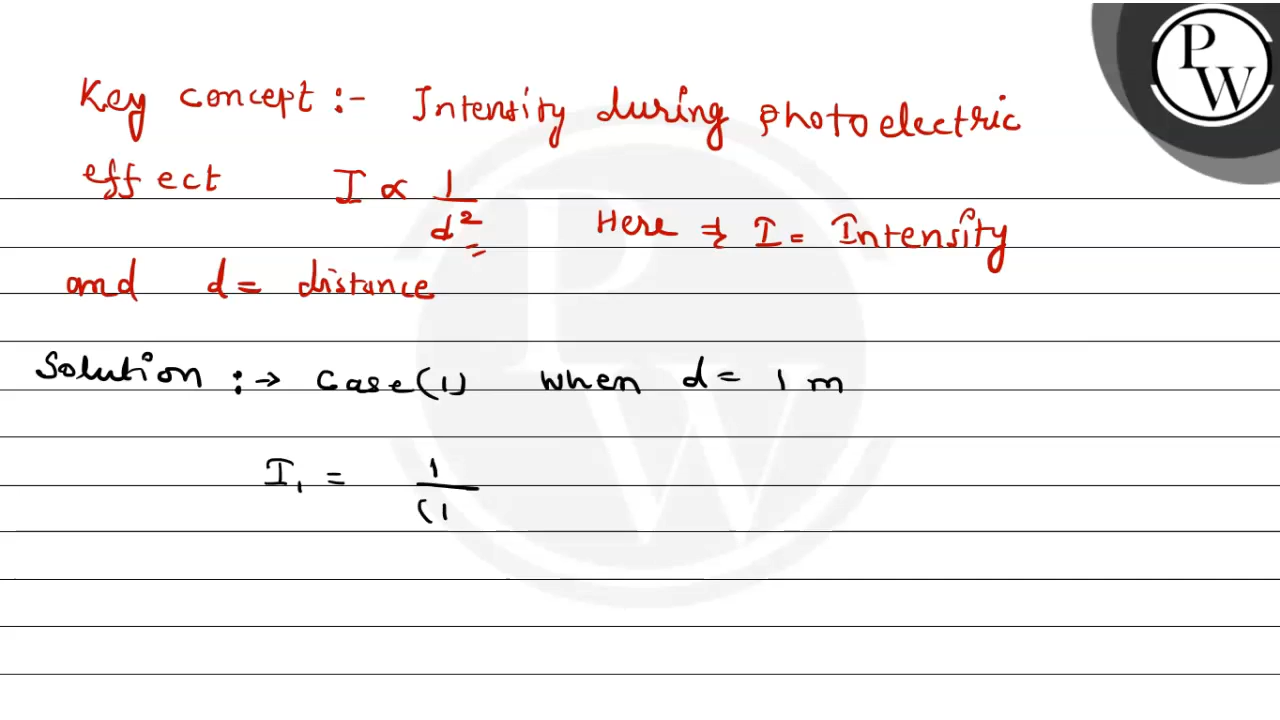 PW
Key concept :- Intensity during photoelectric
effect I ∝ 1/d² Here → I = Intensity
and d = distance
Solution :→ Case (1) when d = 1 m
I₁ = 1/(1